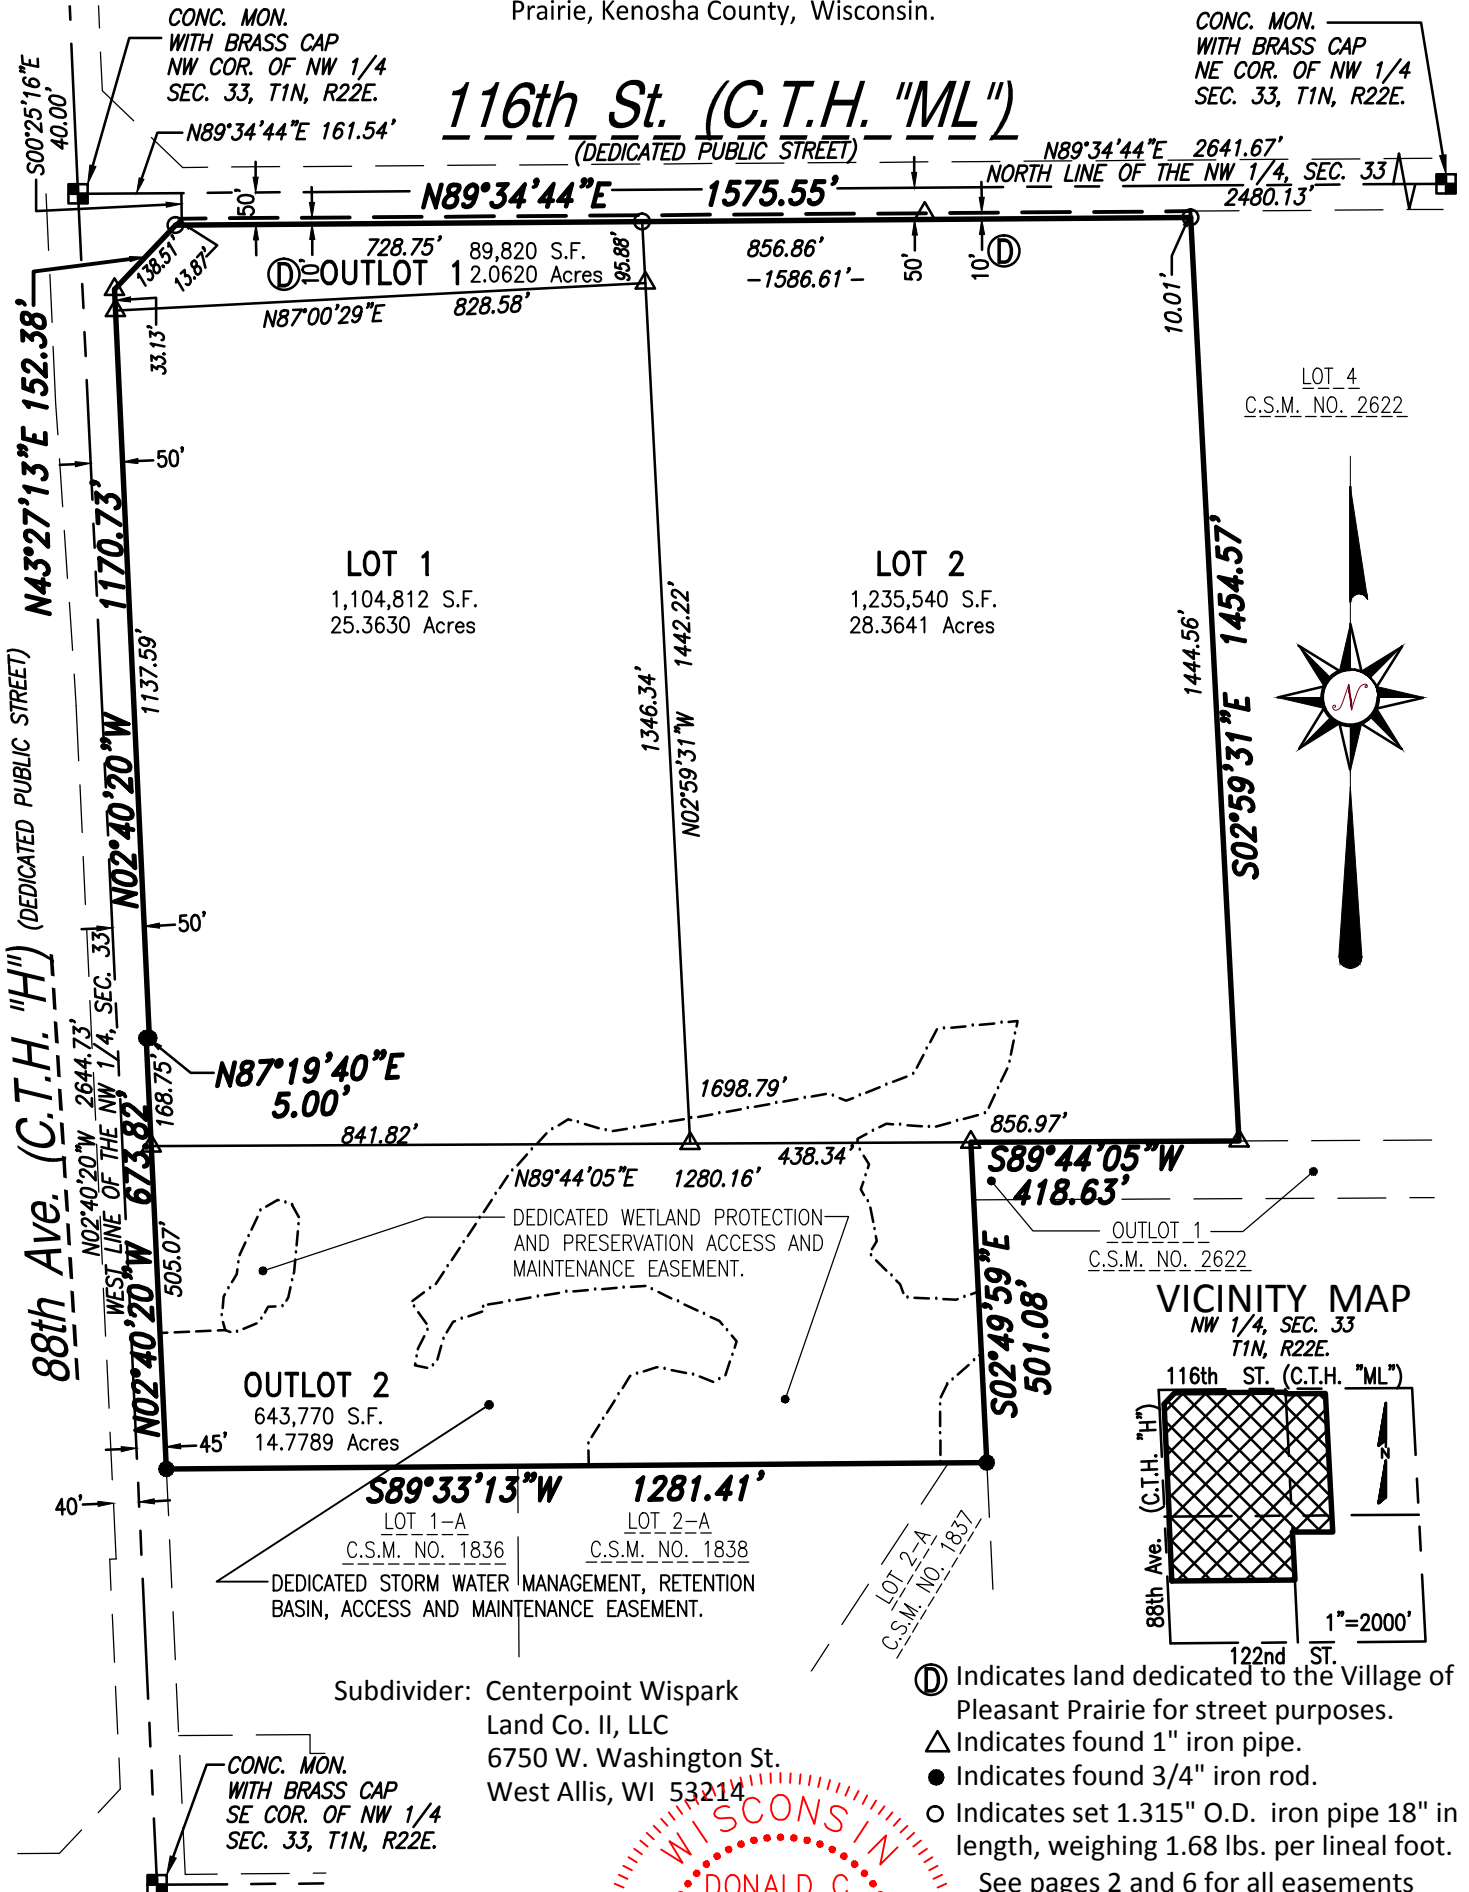 Prairie, Kenosha County, Wisconsin.
CONC. MON.
WITH BRASS CAP
NW COR. OF NW 1/4
SEC. 33, T1N, R22E.
CONC. MON.
WITH BRASS CAP
NE COR. OF NW 1/4
SEC. 33, T1N, R22E.
S00°25'16"E
40.00'
N89°34'44"E 161.54'
116th St. (C.T.H. "ML")
(DEDICATED PUBLIC STREET)
N89°34'44"E 2641.67'
NORTH LINE OF THE NW 1/4, SEC. 33
2480.13'
N89°34'44"E 1575.55'
50'
10'
728.75'
89,820 S.F.
D OUTLOT 1 2.0620 Acres
95.88'
856.86'
-1586.61'-
50'
10'
D
138.51'
13.87'
N87°00'29"E 828.58'
33.13'
10.01'
N43°27'13"E 152.38'
LOT 4
C.S.M. NO. 2622
50'
N02°40'20"W 1170.73'
1137.59'
LOT 1
1,104,812 S.F.
25.3630 Acres
LOT 2
1,235,540 S.F.
28.3641 Acres
1346.34'
N02°59'31"W 1442.22'
1444.56'
S02°59'31"E 1454.57'
N
88th Ave. (C.T.H. "H") (DEDICATED PUBLIC STREET)
50'
N02°40'20"W 2644.73'
WEST LINE OF THE NW 1/4, SEC. 33
N87°19'40"E
5.00'
168.75'
N02°40'20"W 673.82'
505.07'
841.82'
1698.79'
856.97'
438.34'
N89°44'05"E 1280.16'
S89°44'05"W
418.63'
DEDICATED WETLAND PROTECTION
AND PRESERVATION ACCESS AND
MAINTENANCE EASEMENT.
OUTLOT 1
C.S.M. NO. 2622
S02°49'59"E
501.08'
OUTLOT 2
643,770 S.F.
14.7789 Acres
45'
40'
S89°33'13"W 1281.41'
LOT 1-A
C.S.M. NO. 1836
LOT 2-A
C.S.M. NO. 1838
LOT 2-A
C.S.M. NO. 1837
DEDICATED STORM WATER MANAGEMENT, RETENTION
BASIN, ACCESS AND MAINTENANCE EASEMENT.
VICINITY MAP
NW 1/4, SEC. 33
T1N, R22E.
116th ST. (C.T.H. "ML")
88th Ave. (C.T.H. "H")
N
1"=2000'
122nd ST.
Subdivider: Centerpoint Wispark
Land Co. II, LLC
6750 W. Washington St.
West Allis, WI 53214
D Indicates land dedicated to the Village of
Pleasant Prairie for street purposes.
Indicates found 1" iron pipe.
Indicates found 3/4" iron rod.
Indicates set 1.315" O.D. iron pipe 18" in
length, weighing 1.68 lbs. per lineal foot.
See pages 2 and 6 for all easements
CONC. MON.
WITH BRASS CAP
SE COR. OF NW 1/4
SEC. 33, T1N, R22E.
WISCONSIN
DONALD C.